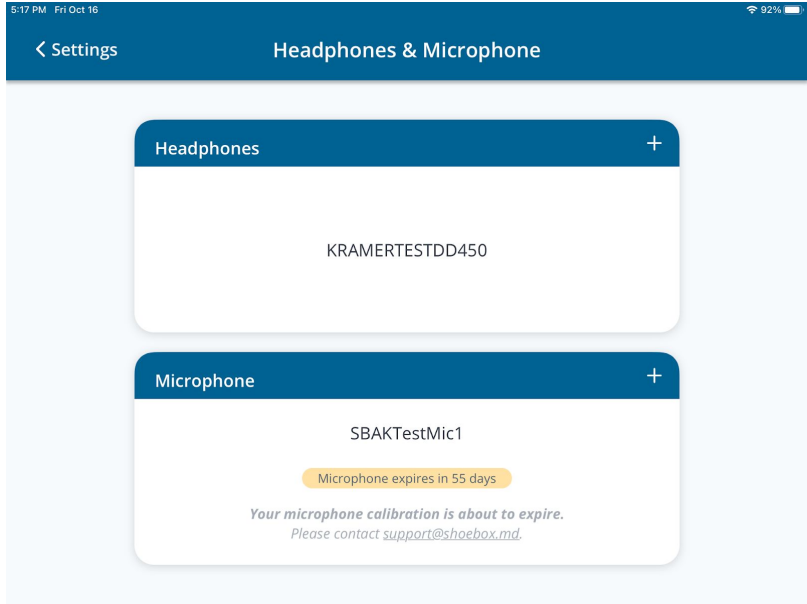 5:17 PM Fri Oct 16 92%
Settings Headphones & Microphone
Headphones +
KRAMERTESTDD450
Microphone +
SBAKTestMic1
Microphone expires in 55 days
Your microphone calibration is about to expire.
Please contact support@shoebox.md.